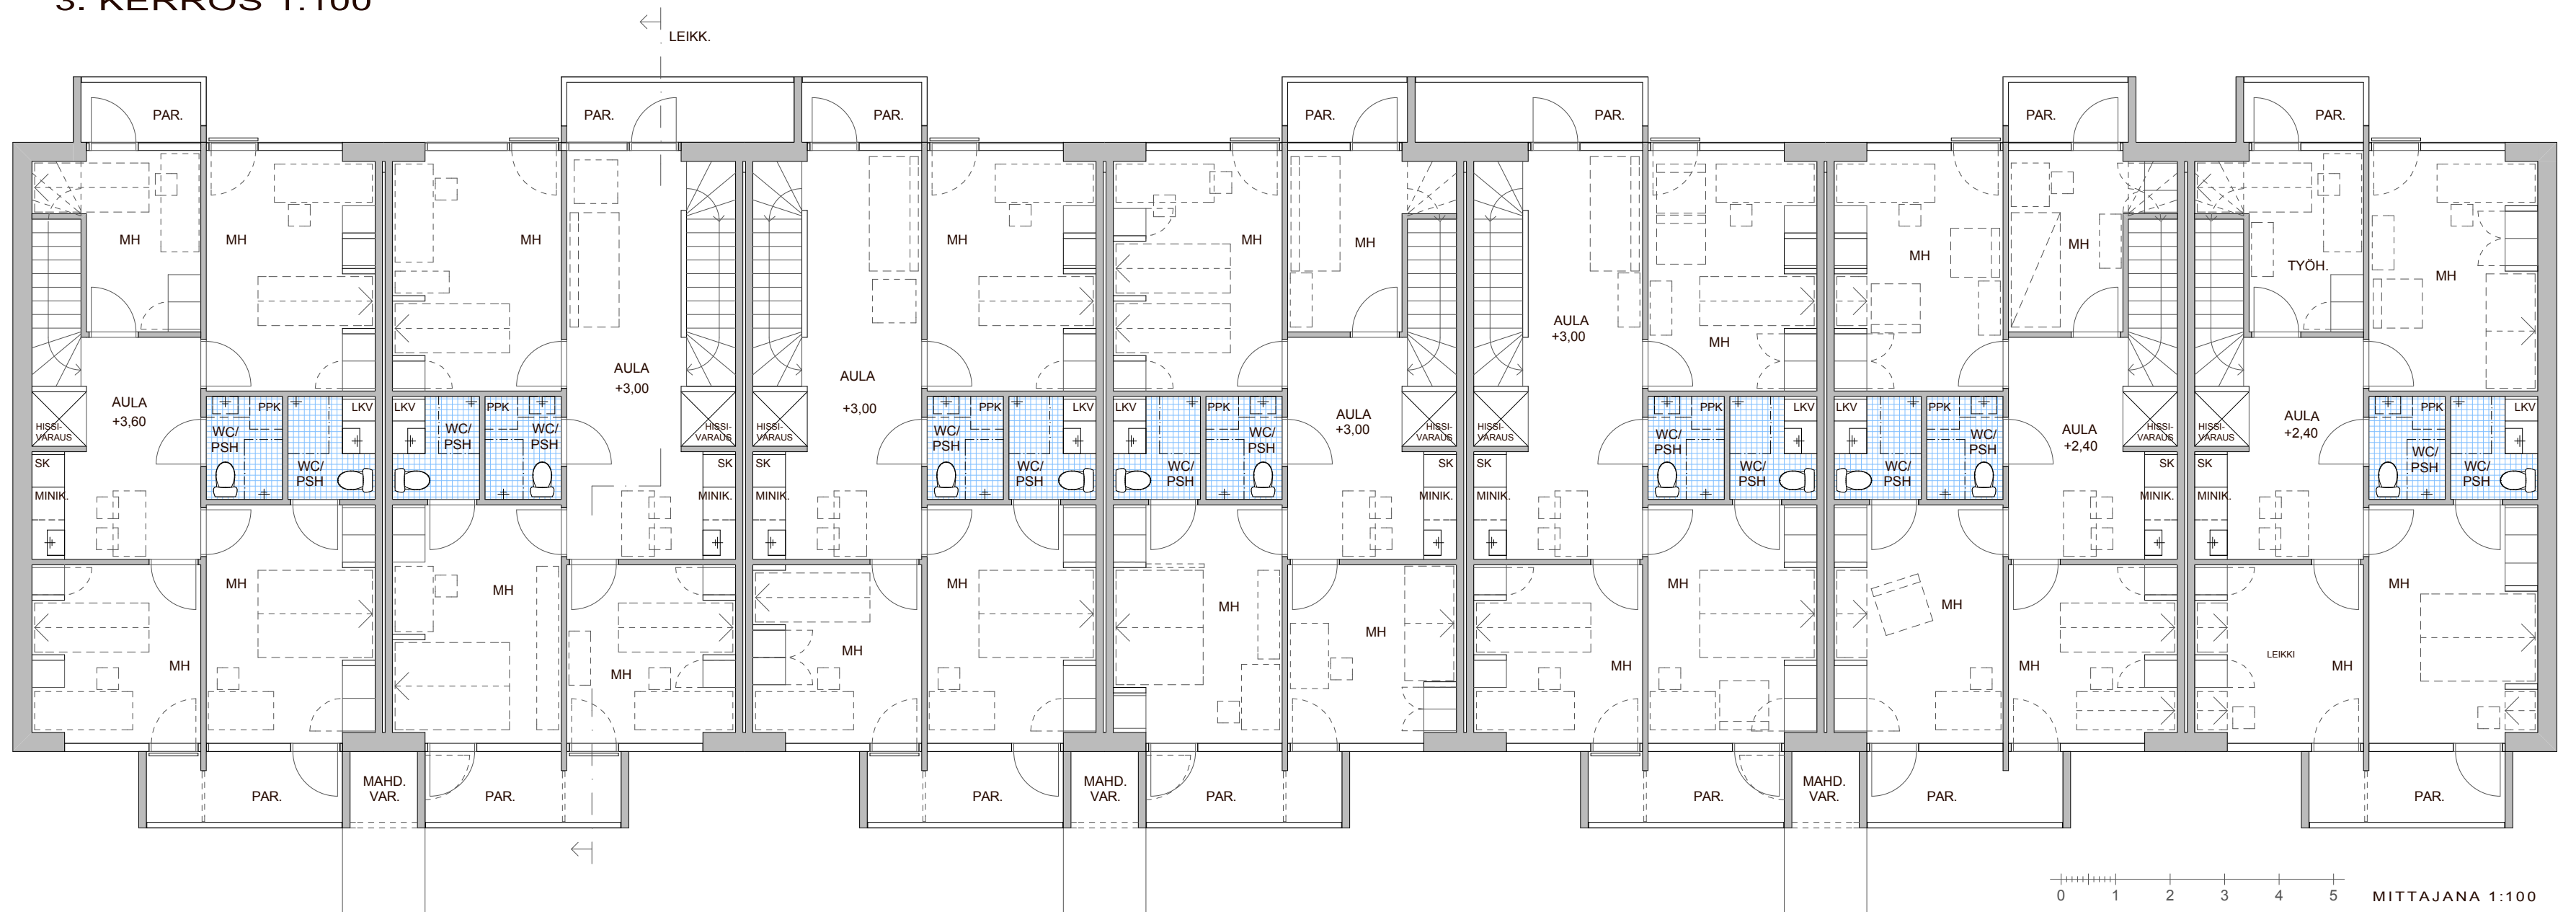 3. KERROS 1:100
LEIKK.
PAR.
PAR.
PAR.
PAR.
PAR.
PAR.
PAR.
MH
MH
MH
MH
MH
MH
MH
MH
TYÖH.
MH
MH
AULA
+3,60
AULA
+3,00
AULA
+3,00
AULA
+3,00
AULA
+3,00
MH
AULA
+2,40
AULA
+2,40
HISSI-
VARAUS
WC/
PSH
PPK
WC/
PSH
LKV
LKV
WC/
PSH
PPK
WC/
PSH
HISSI-
VARAUS
HISSI-
VARAUS
WC/
PSH
PPK
WC/
PSH
LKV
LKV
WC/
PSH
PPK
WC/
PSH
HISSI-
VARAUS
HISSI-
VARAUS
WC/
PSH
PPK
WC/
PSH
LKV
LKV
WC/
PSH
PPK
WC/
PSH
HISSI-
VARAUS
HISSI-
VARAUS
WC/
PSH
PPK
WC/
PSH
LKV
SK
MINIK.
SK
MINIK.
SK
MINIK.
SK
MINIK.
SK
MINIK.
SK
MINIK.
SK
MINIK.
MH
MH
MH
MH
MH
MH
MH
MH
MH
MH
MH
MH
LEIKKI
MH
MH
PAR.
MAHD.
VAR.
PAR.
PAR.
MAHD.
VAR.
PAR.
PAR.
MAHD.
VAR.
PAR.
PAR.
0 1 2 3 4 5
MITTAJANA 1:100